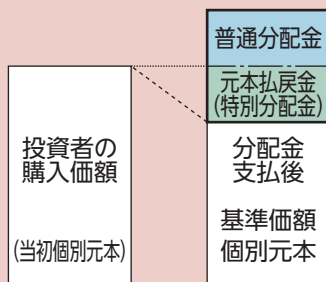 普通分配金
元本払戻金
(特別分配金)
投資者の
購入価額
(当初個別元本)
分配金
支払後
基準価額
個別元本